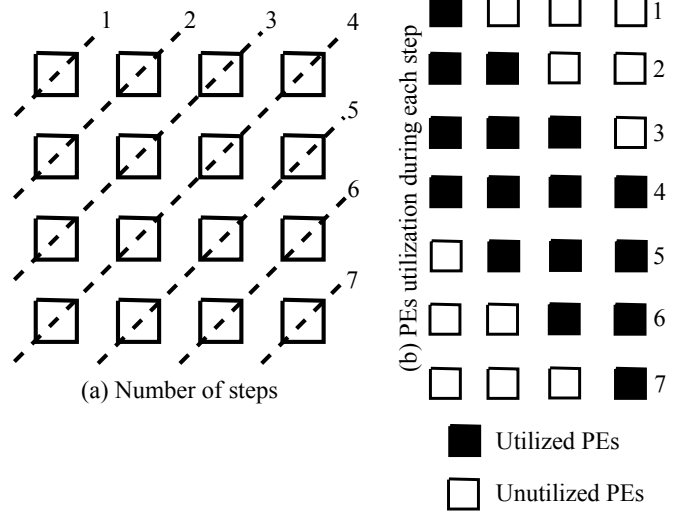 1 2 3 4
5
6
7
(a) Number of steps
(b) PEs utilization during each step
1
2
3
4
5
6
7
Utilized PEs
Unutilized PEs